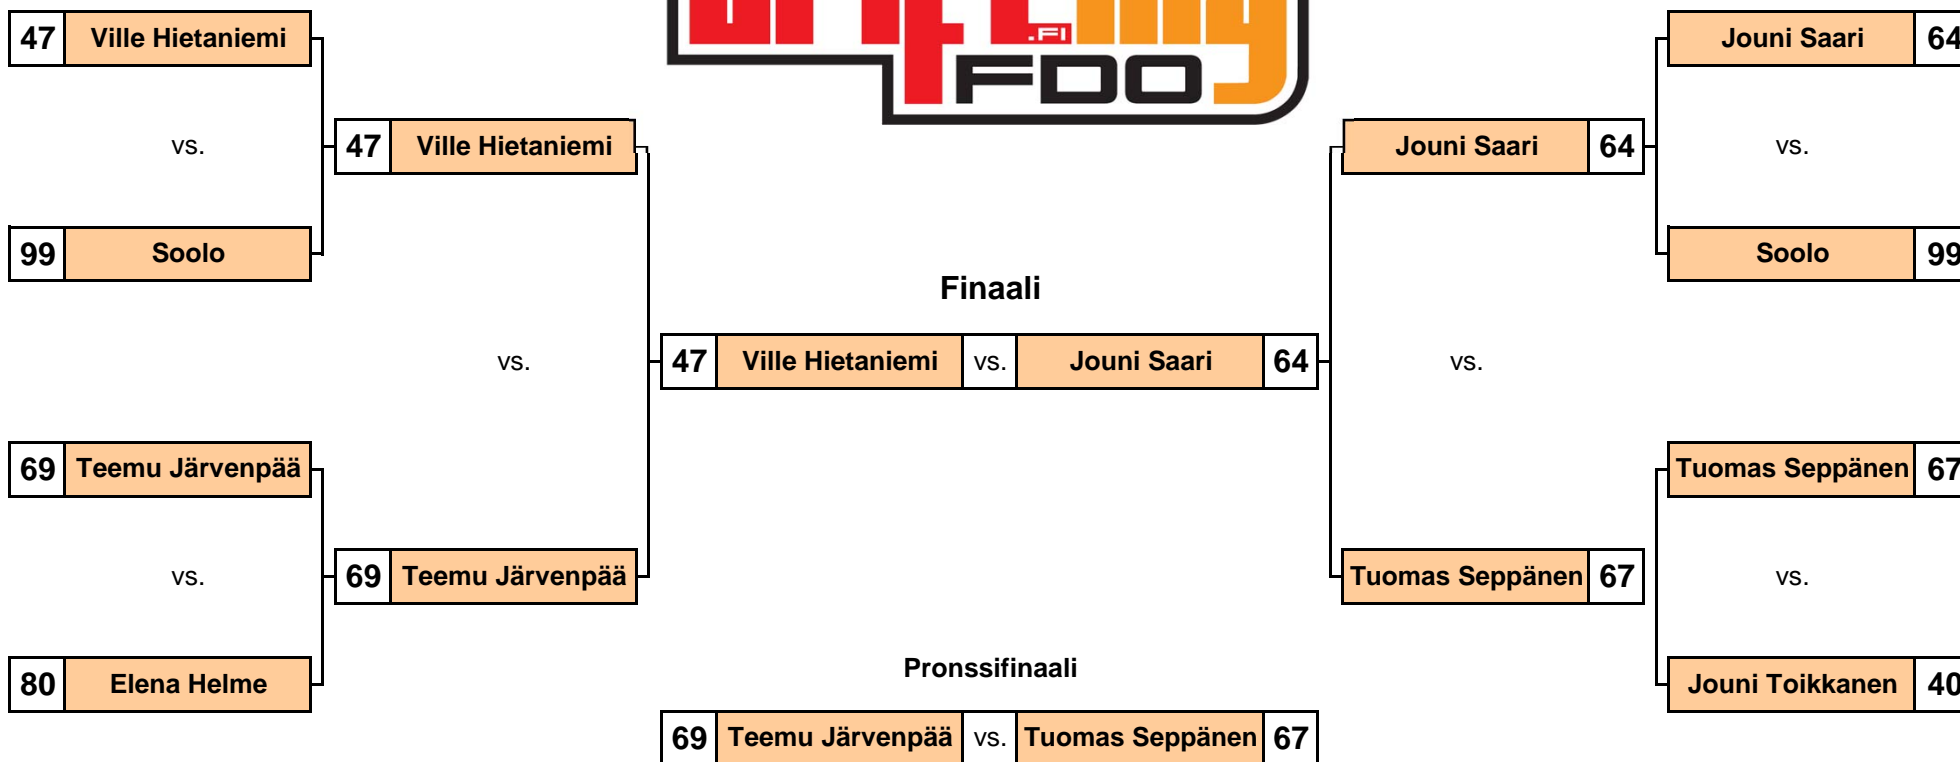 .FI
FDO
47 Ville Hietaniemi
Jouni Saari 64
vs.
47 Ville Hietaniemi
Jouni Saari 64
vs.
99 Soolo
Soolo 99
Finaali
vs.
47 Ville Hietaniemi vs. Jouni Saari 64
vs.
69 Teemu Järvenpää
Tuomas Seppänen 67
vs.
69 Teemu Järvenpää
Tuomas Seppänen 67
vs.
80 Elena Helme
Pronssifinaali
Jouni Toikkanen 40
69 Teemu Järvenpää vs. Tuomas Seppänen 67